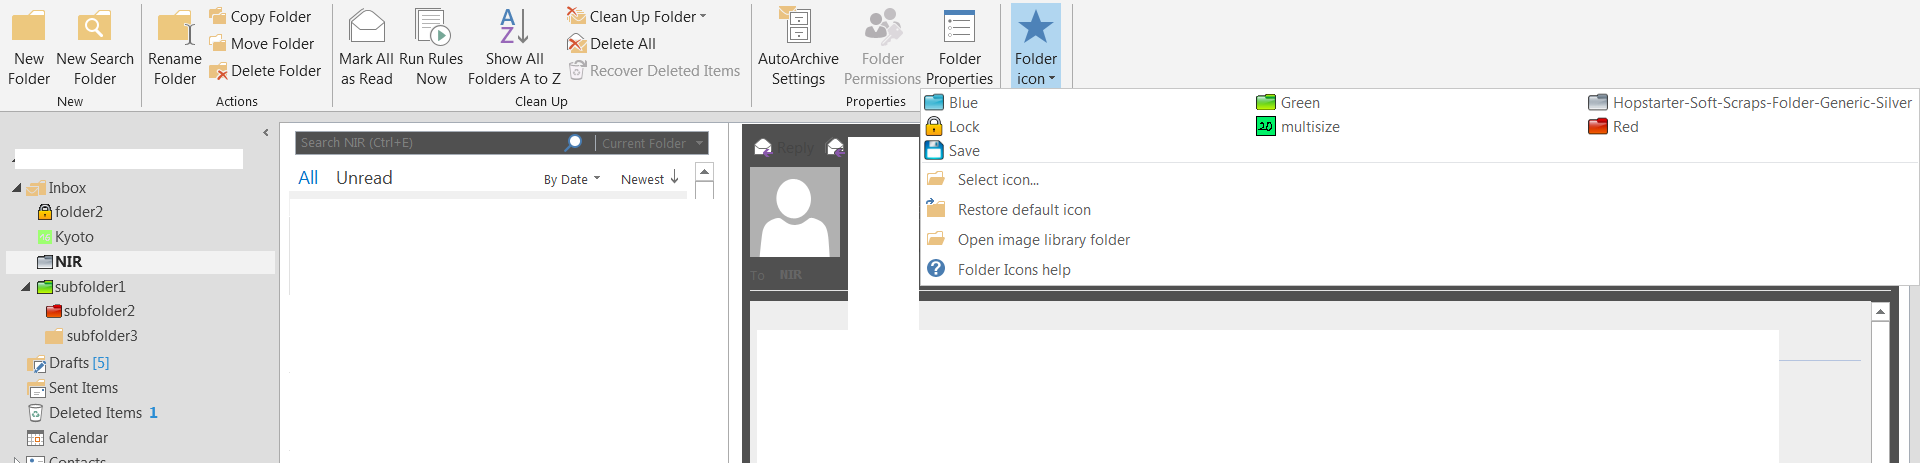 New Folder
New Search Folder
New
Rename Folder
Copy Folder
Move Folder
Delete Folder
Actions
Mark All as Read
Run Rules Now
Show All Folders A to Z
Clean Up Folder
Delete All
Recover Deleted Items
Clean Up
AutoArchive Settings
Folder Permissions
Folder Properties
Properties
Folder icon
Blue
Green
Hopstarter-Soft-Scraps-Folder-Generic-Silver
Lock
multisize
Red
Save
Select icon...
Restore default icon
Open image library folder
Folder Icons help
Inbox
folder2
Kyoto
NIR
subfolder1
subfolder2
subfolder3
Drafts [5]
Sent Items
Deleted Items 1
Calendar
Contacts
Search NIR (Ctrl+E)
Current Folder
All Unread
By Date Newest
Reply
To NIR